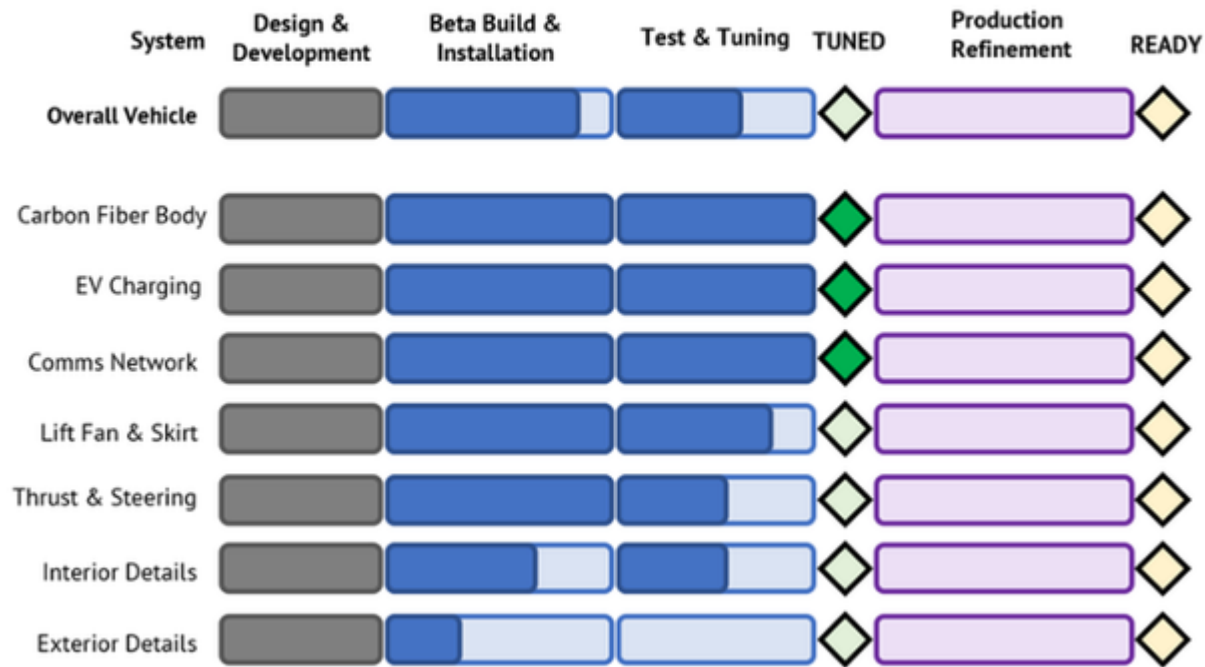 System
Design &
Development
Beta Build &
Installation
Test & Tuning
TUNED
Production
Refinement
READY
Overall Vehicle
Carbon Fiber Body
EV Charging
Comms Network
Lift Fan & Skirt
Thrust & Steering
Interior Details
Exterior Details